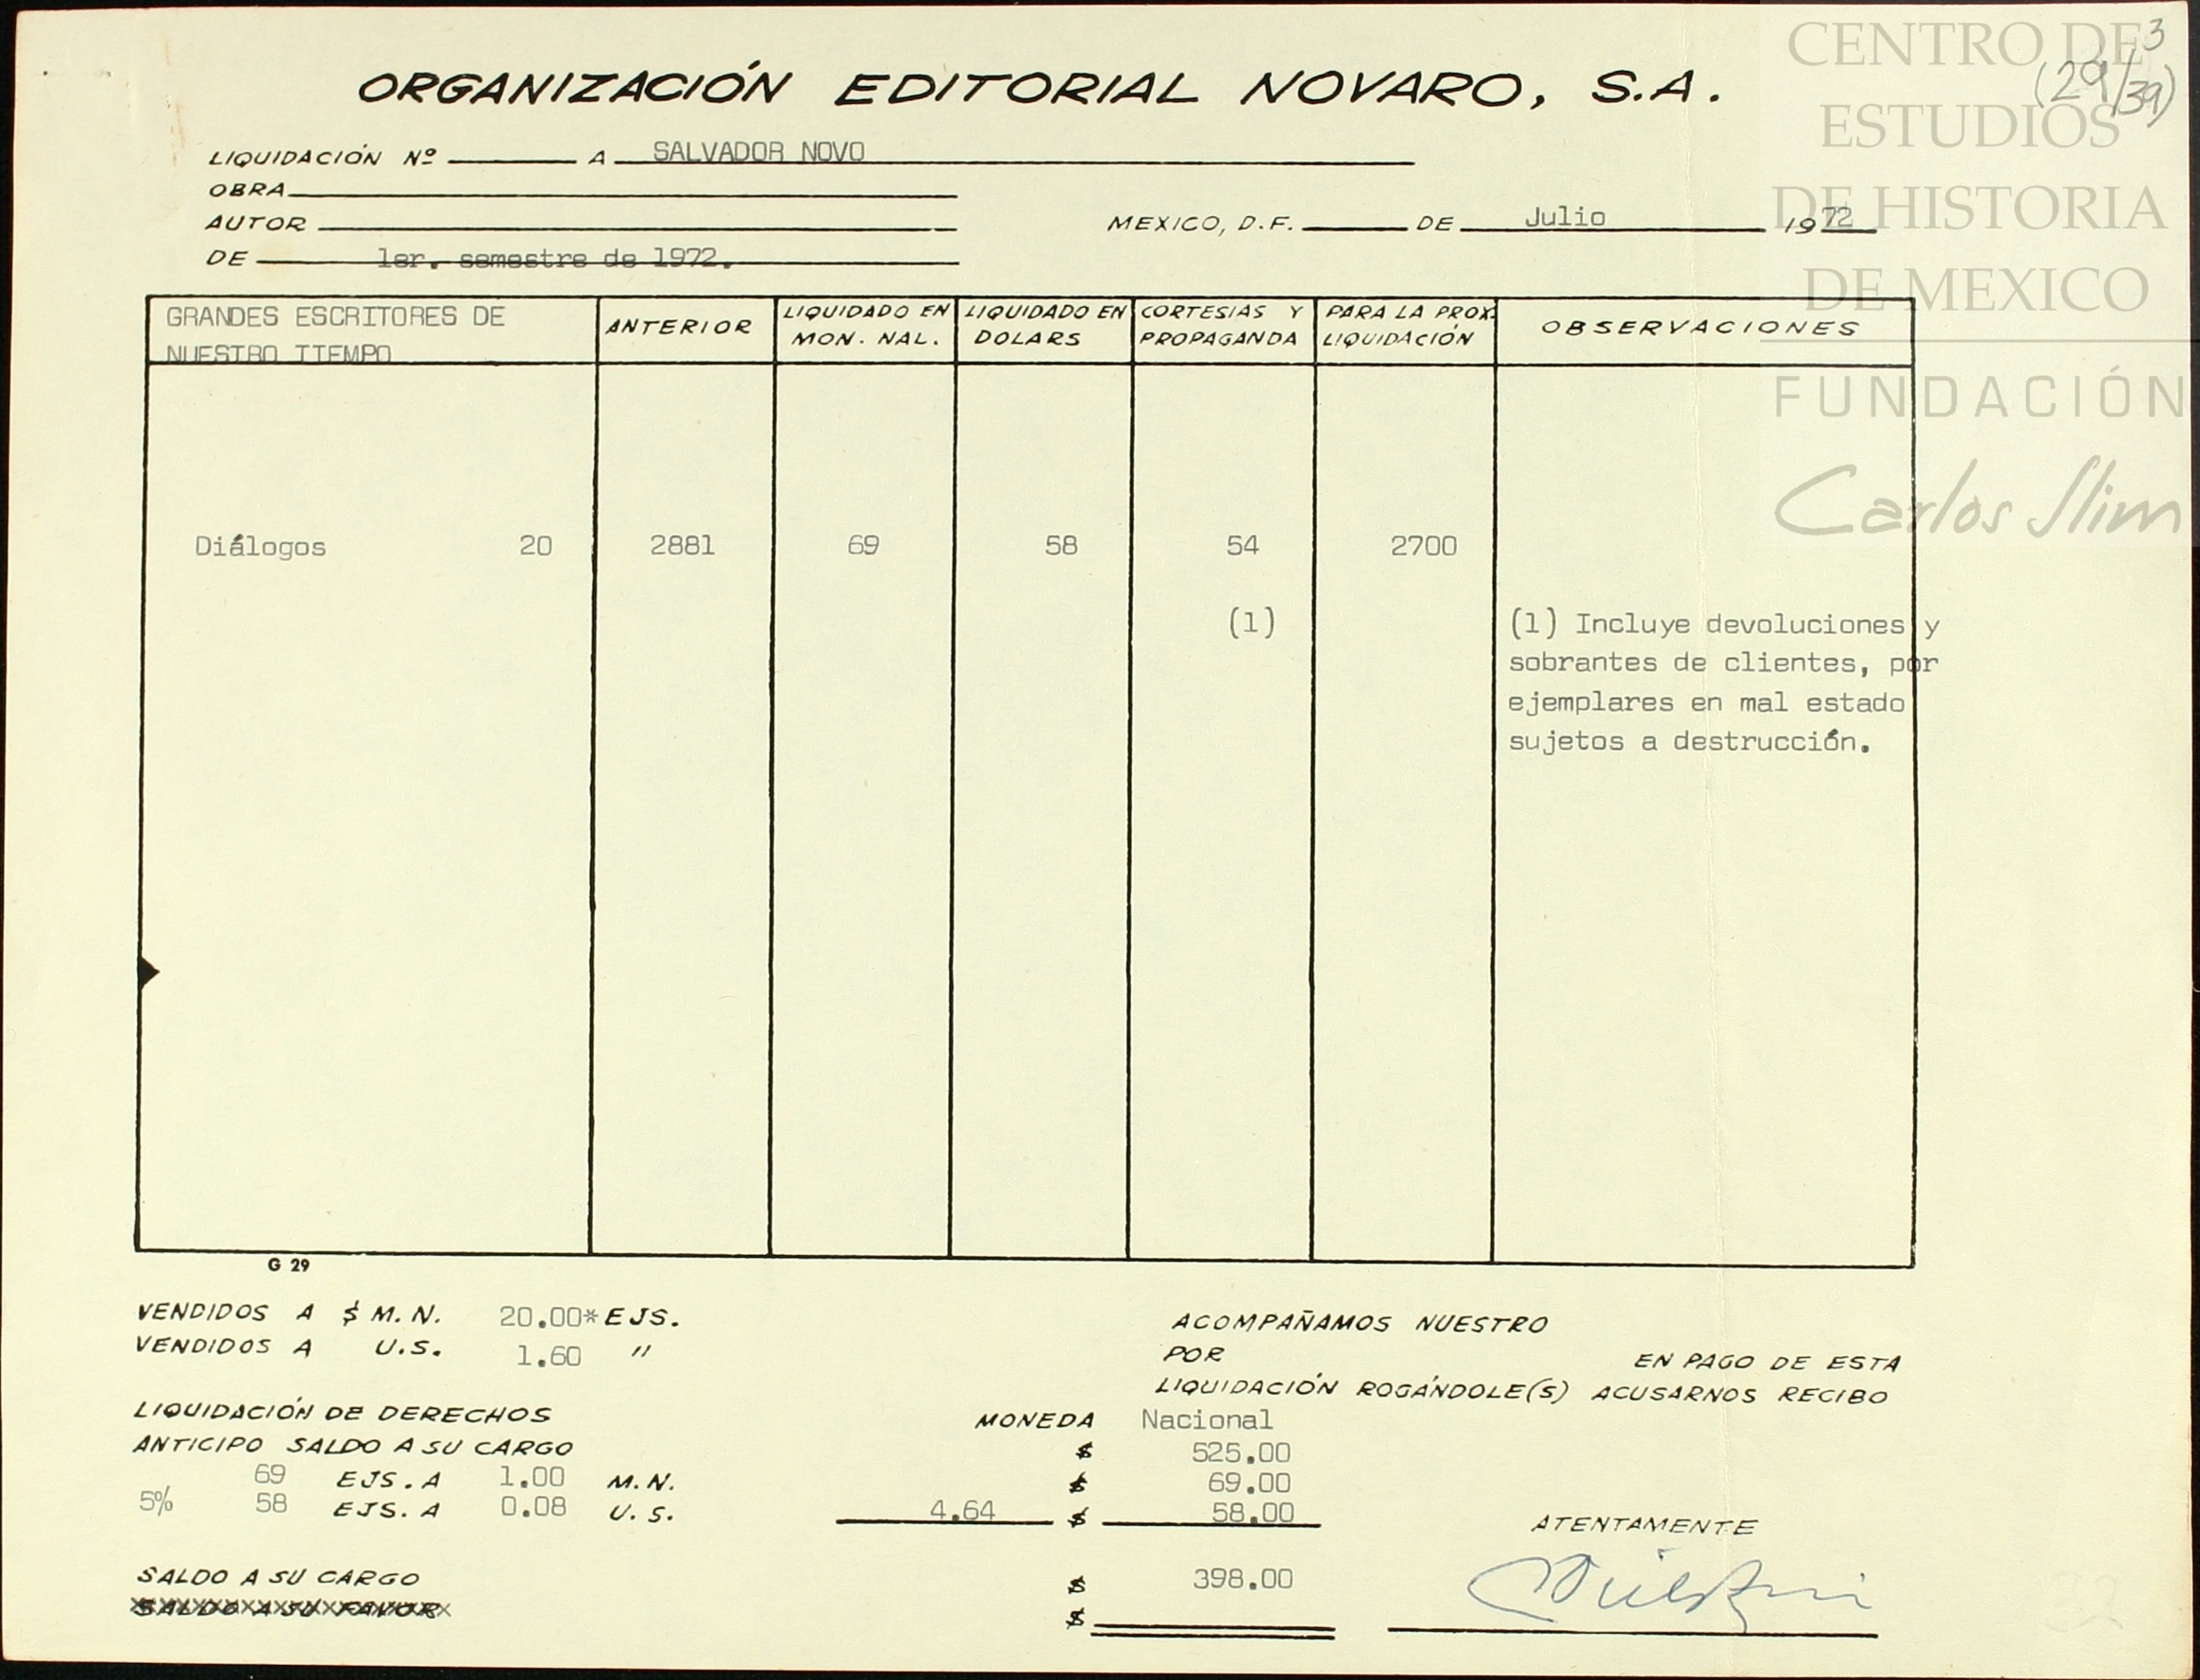 CENTRO DE
ESTUDIOS
DE HISTORIA
DE MEXICO
FUNDACIÓN
Carlos Slim
3
(29/39)
ORGANIZACIÓN EDITORIAL NOVARO, S.A.
LIQUIDACIÓN Nº A SALVADOR NOVO
OBRA
AUTOR
MEXICO, D.F. DE Julio 1972
DE 1er. semestre de 1972.
GRANDES ESCRITORES DE
NUESTRO TIEMPO
ANTERIOR
LIQUIDADO EN
MON. NAL.
LIQUIDADO EN
DOLARS
CORTESIAS Y
PROPAGANDA
PARA LA PROX.
LIQUIDACIÓN
OBSERVACIONES
Diálogos 20 2881 69 58 54 2700
(1)
(1) Incluye devoluciones y
sobrantes de clientes, por
ejemplares en mal estado
sujetos a destrucción.
G 29
VENDIDOS A $ M.N. 20.00* EJS.
VENDIDOS A U.S. 1.60 "
ACOMPAÑAMOS NUESTRO
POR EN PAGO DE ESTA
LIQUIDACIÓN ROGÁNDOLE(S) ACUSARNOS RECIBO
LIQUIDACIÓN DE DERECHOS
MONEDA Nacional
ANTICIPO SALDO A SU CARGO $ 525.00
69 EJS. A 1.00 M.N. $ 69.00
5% 58 EJS. A 0.08 U.S. 4.64 $ 58.00
ATENTAMENTE
SALDO A SU CARGO $ 398.00
SALDO A SU FAVOR $